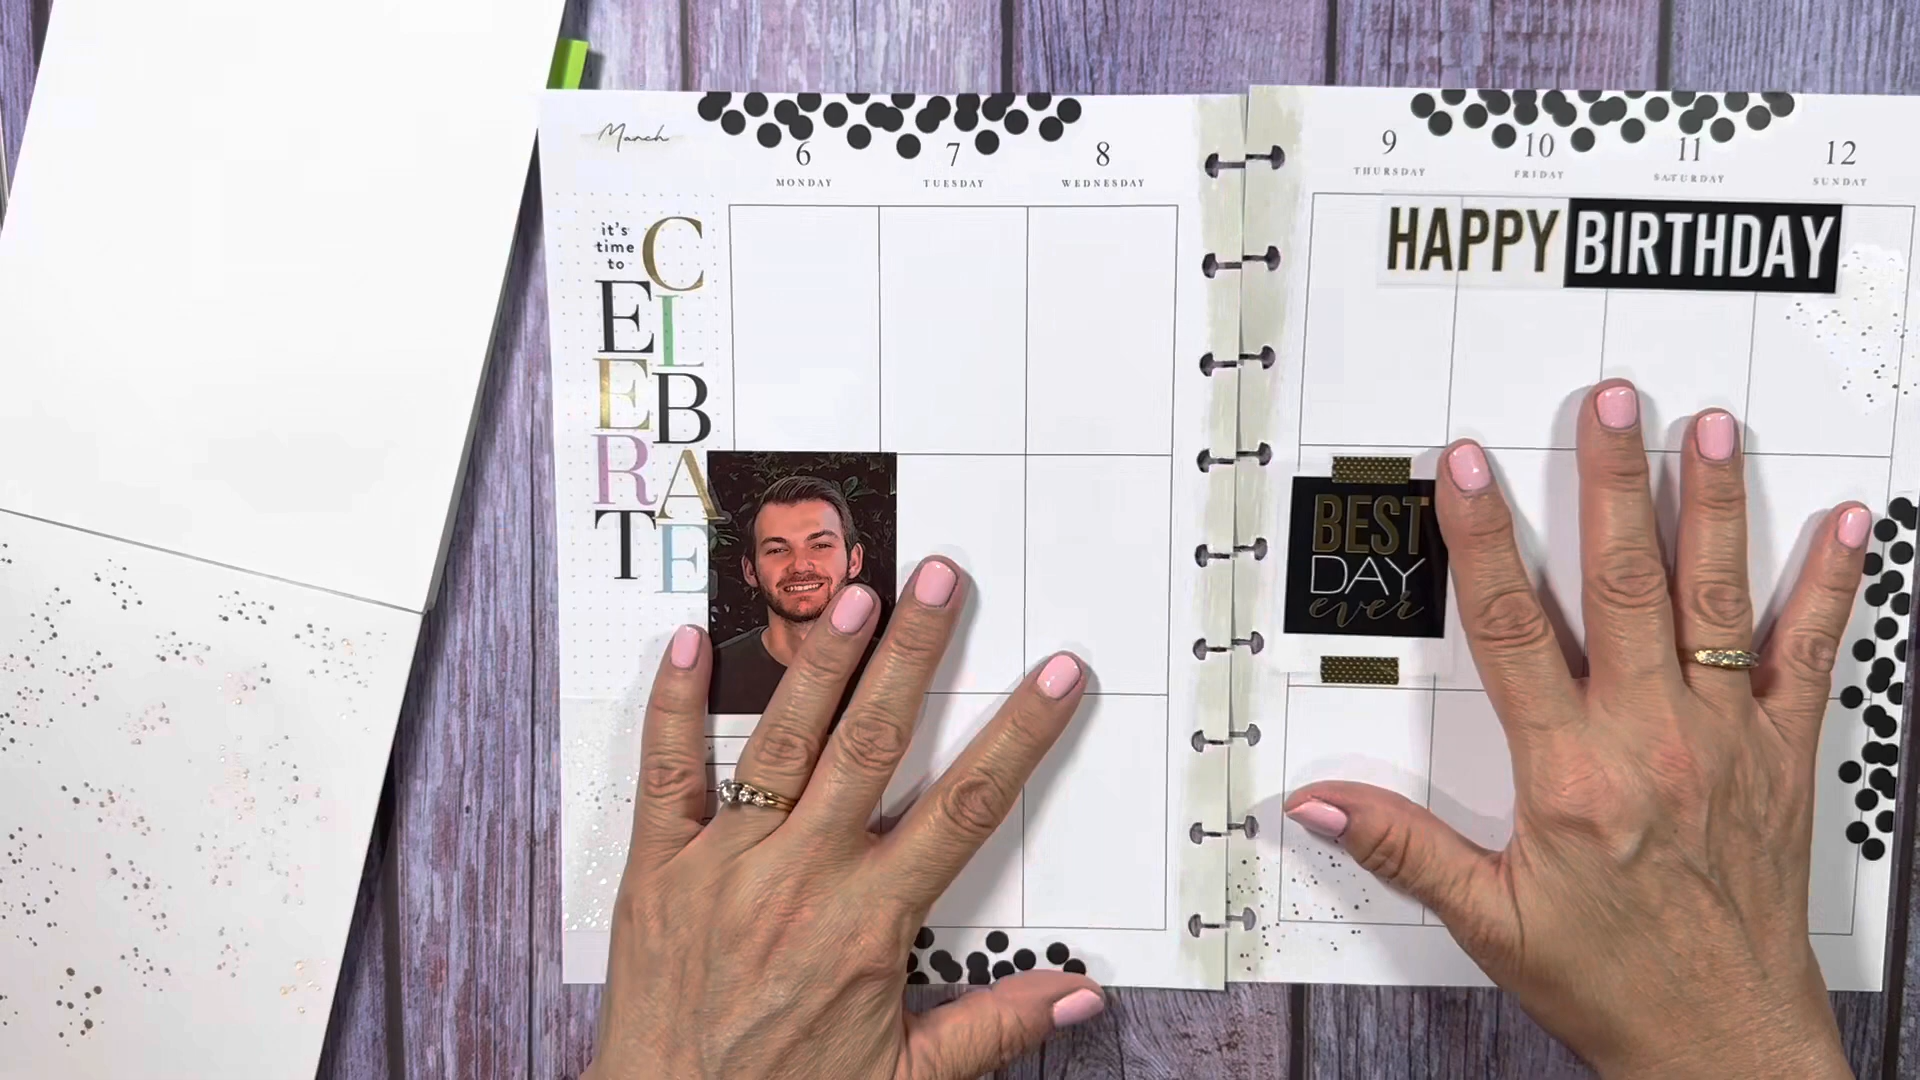 March
6
MONDAY
7
TUESDAY
8
WEDNESDAY
it's
time
to
CELEBRATE
9
THURSDAY
10
FRIDAY
11
SATURDAY
12
SUNDAY
HAPPY BIRTHDAY
BEST
DAY
ever